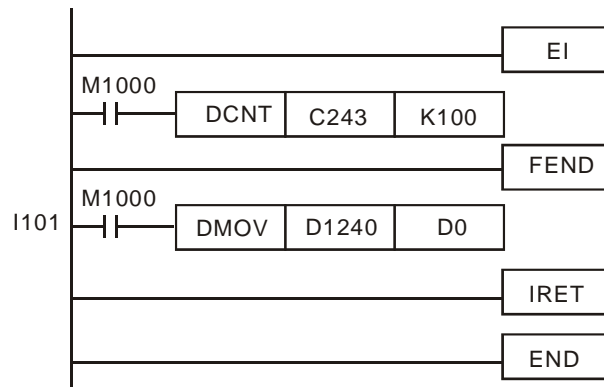 EI
M1000
DCNT C243 K100
FEND
M1000
I101 DMOV D1240 D0
IRET
END